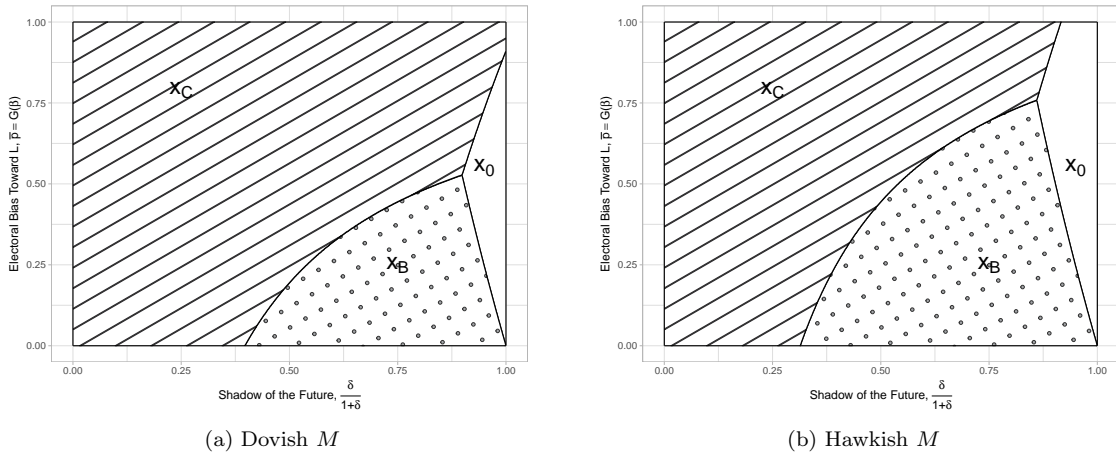 1.00
0.75
0.50
0.25
0.00
Electoral Bias Toward L, p̅ = G(β)
x_C
x_0
x_B
0.00 0.25 0.50 0.75 1.00
Shadow of the Future, δ/(1+δ)
(a) Dovish M
1.00
0.75
0.50
0.25
0.00
Electoral Bias Toward L, p̅ = G(β)
x_C
x_0
x_B
0.00 0.25 0.50 0.75 1.00
Shadow of the Future, δ/(1+δ)
(b) Hawkish M